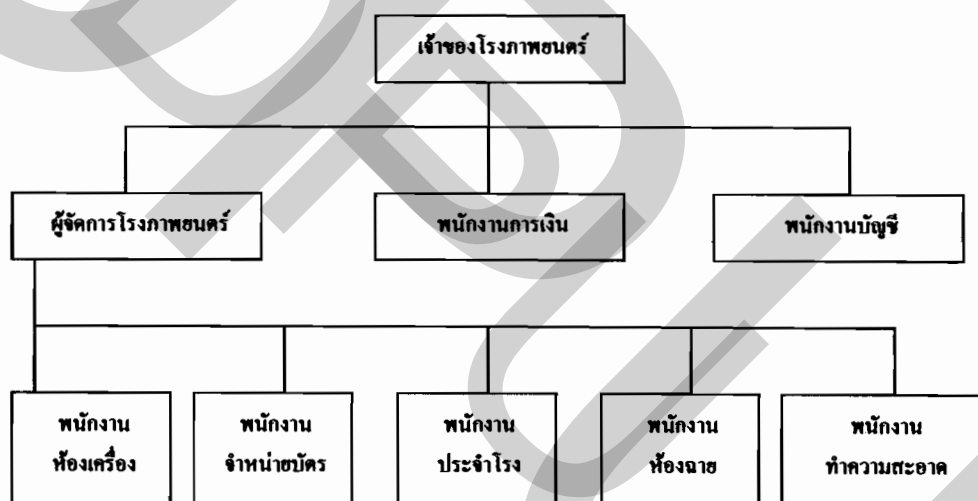 เจ้าของโรงภาพยนตร์
ผู้จัดการโรงภาพยนตร์
พนักงานการเงิน
พนักงานบัญชี
พนักงาน
ห้องเครื่อง
พนักงาน
จำหน่ายบัตร
พนักงาน
ประจำโรง
พนักงาน
ห้องฉาย
พนักงาน
ทำความสะอาด